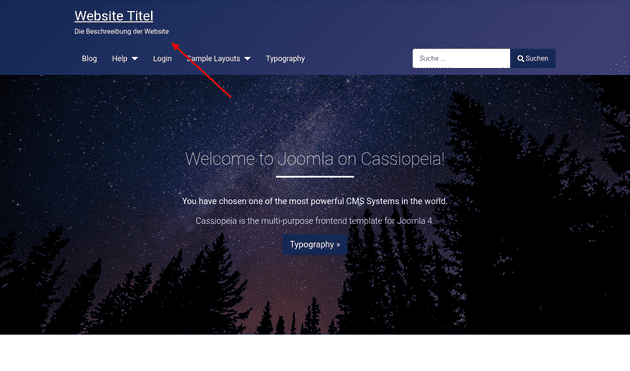 Website Titel
Die Beschreeibung der Website
Blog Help Login Sample Layouts Typography Suche ... Suchen
Welcome to Joomla on Cassiopeia!
You have chosen one of the most powerful CMS Systems in the world.
Cassiopeia is the multi-purpose frontend template for Joomla 4.
Typography »